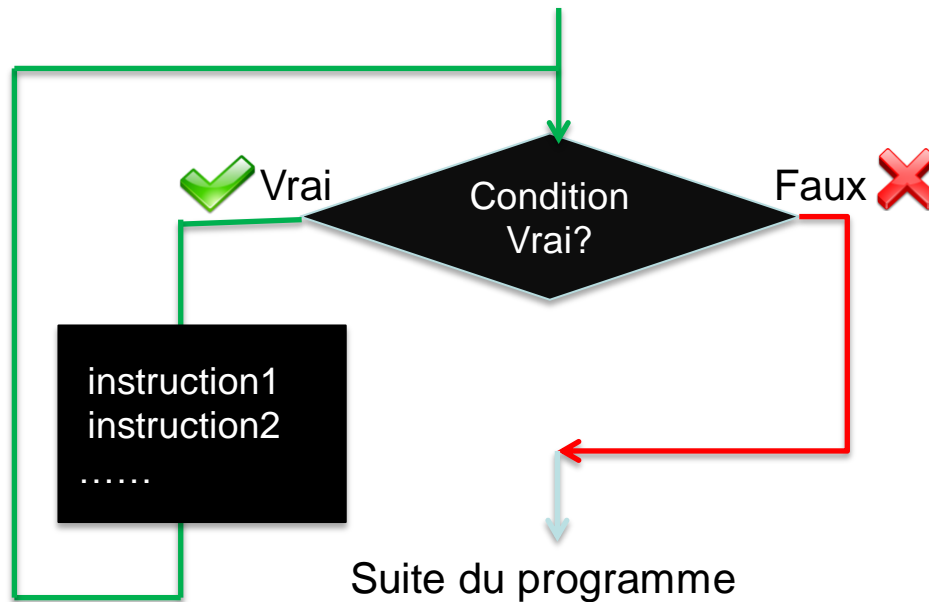 Vrai
Condition
Vrai?
Faux
instruction1
instruction2
......
Suite du programme